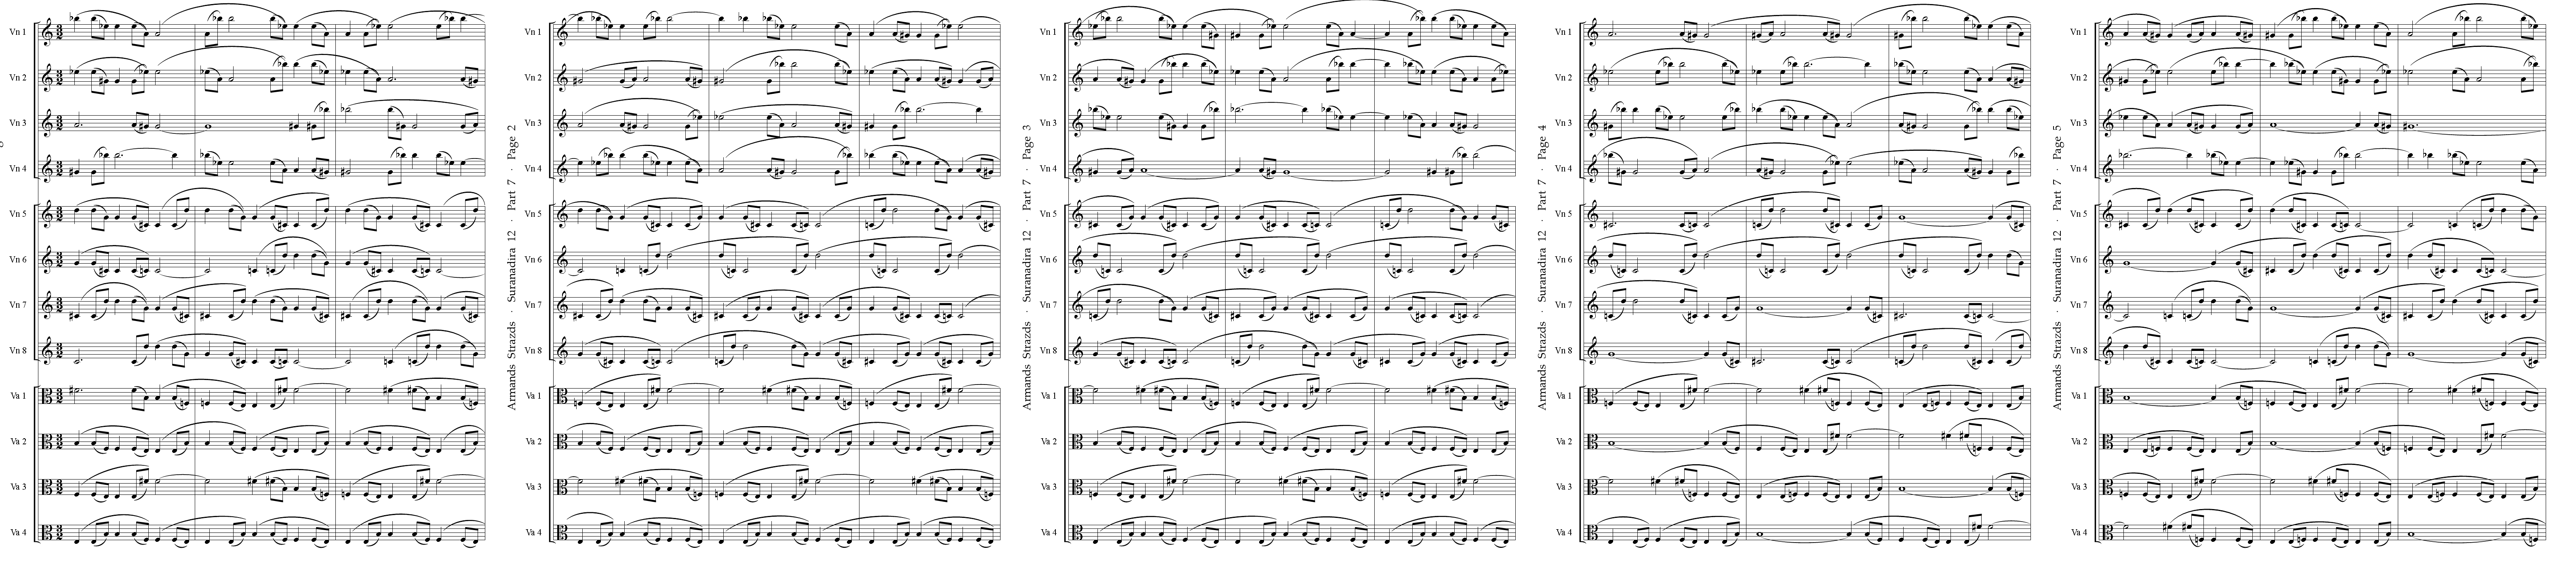 Vn 1
Vn 2
Vn 3
Vn 4
Vn 5
Vn 6
Vn 7
Vn 8
Va 1
Va 2
Va 3
Va 4
Armands Strazds · Suranadira 12 · Part 7 · Page 2
Vn 1
Vn 2
Vn 3
Vn 4
Vn 5
Vn 6
Vn 7
Vn 8
Va 1
Va 2
Va 3
Va 4
Armands Strazds · Suranadira 12 · Part 7 · Page 3
Vn 1
Vn 2
Vn 3
Vn 4
Vn 5
Vn 6
Vn 7
Vn 8
Va 1
Va 2
Va 3
Va 4
Armands Strazds · Suranadira 12 · Part 7 · Page 4
Vn 1
Vn 2
Vn 3
Vn 4
Vn 5
Vn 6
Vn 7
Vn 8
Va 1
Va 2
Va 3
Va 4
Armands Strazds · Suranadira 12 · Part 7 · Page 5
Vn 1
Vn 2
Vn 3
Vn 4
Vn 5
Vn 6
Vn 7
Vn 8
Va 1
Va 2
Va 3
Va 4